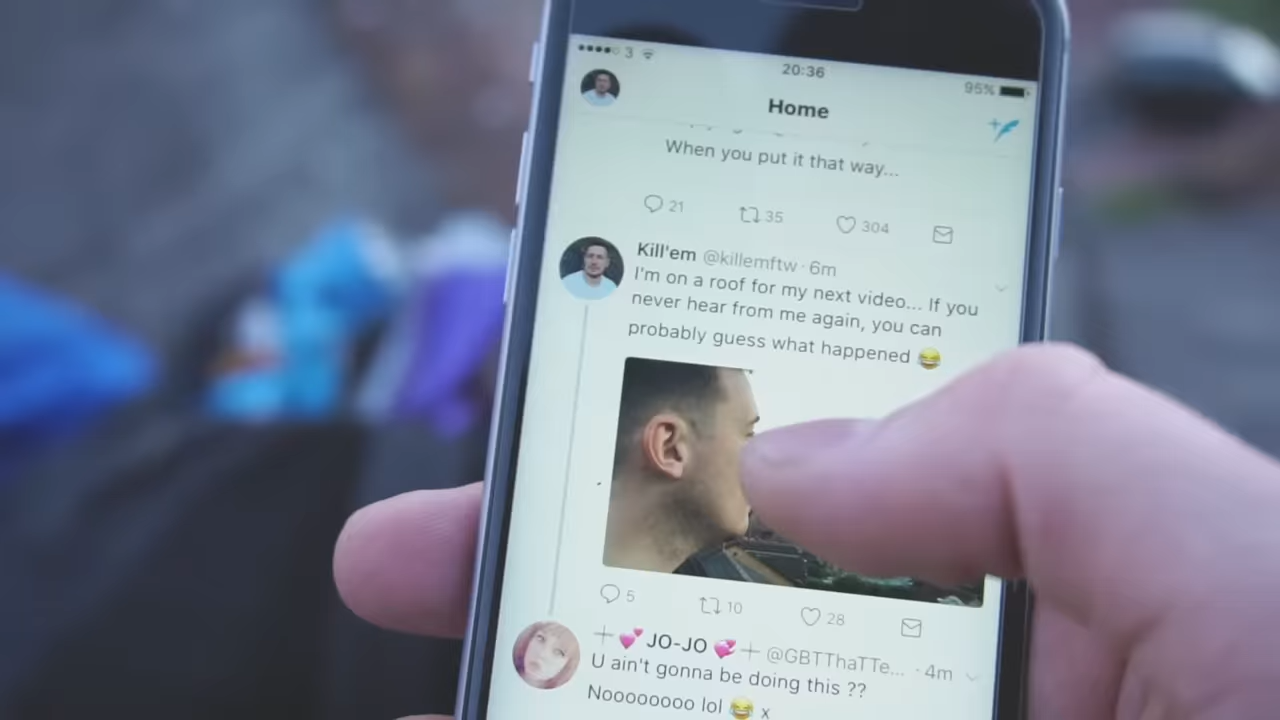 3 20:36 95%
Home
When you put it that way...
21 35 304
Kill'em @killemftw · 6m
I'm on a roof for my next video... If you
never hear from me again, you can
probably guess what happened 😂
5 10 28
💕 JO-JO 💞 @GBTThaTTe... · 4m
U ain't gonna be doing this ??
Noooooooo lol 😂 x